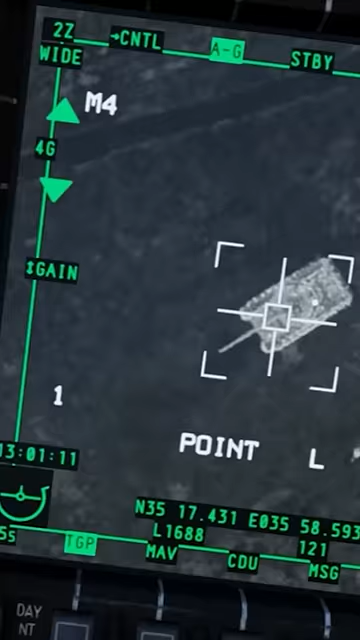 2Z →CNTL A-G STBY
WIDE
M4
4G
↕GAIN
1
13:01:11
POINT L
N35 17.431 E035 58.593
L1688 121
55 TGP MAV CDU MSG
DAY
NT